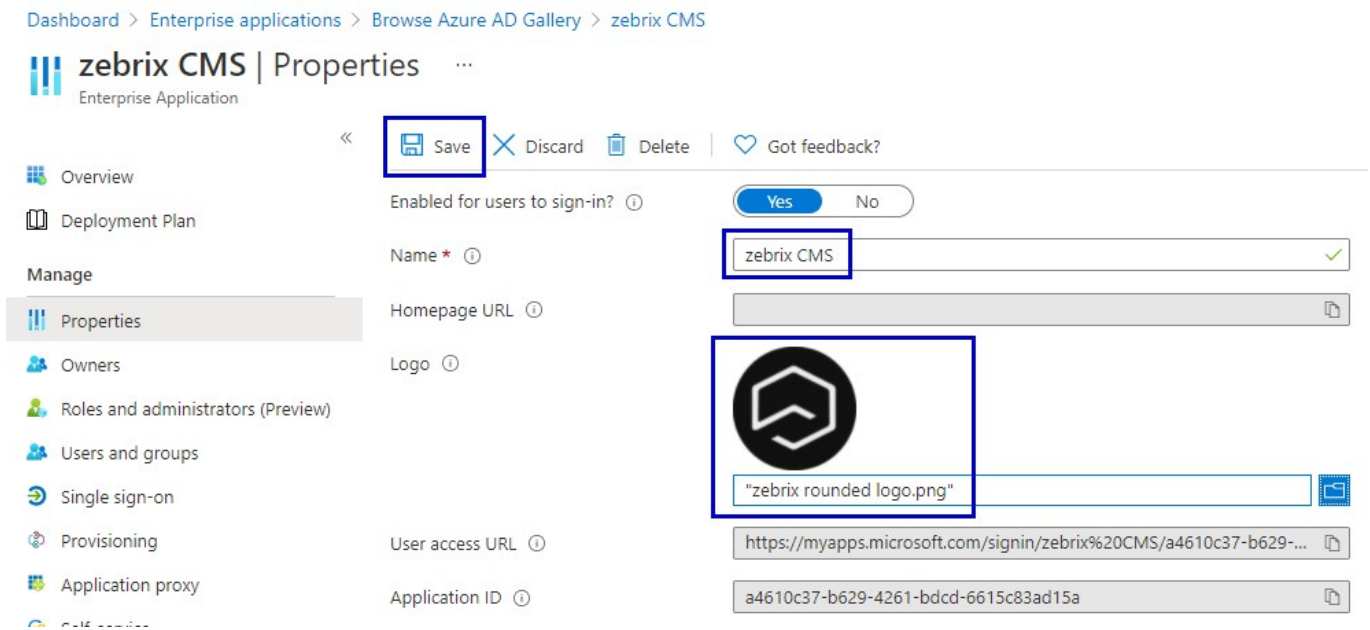 Dashboard > Enterprise applications > Browse Azure AD Gallery > zebrix CMS
zebrix CMS | Properties ...
Enterprise Application
«
Save Discard Delete Got feedback?
Overview
Deployment Plan
Manage
Properties
Owners
Roles and administrators (Preview)
Users and groups
Single sign-on
Provisioning
Application proxy
Self-service
Enabled for users to sign-in? Yes No
Name * zebrix CMS
Homepage URL
Logo
"zebrix rounded logo.png"
User access URL https://myapps.microsoft.com/signin/zebrix%20CMS/a4610c37-b629-...
Application ID a4610c37-b629-4261-bdcd-6615c83ad15a